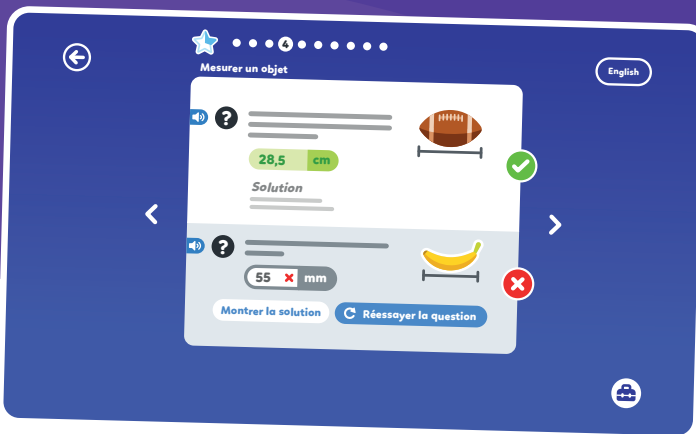 4
Mesurer un objet
English
?
28,5 cm
Solution
?
55 mm
Montrer la solution
Réessayer la question